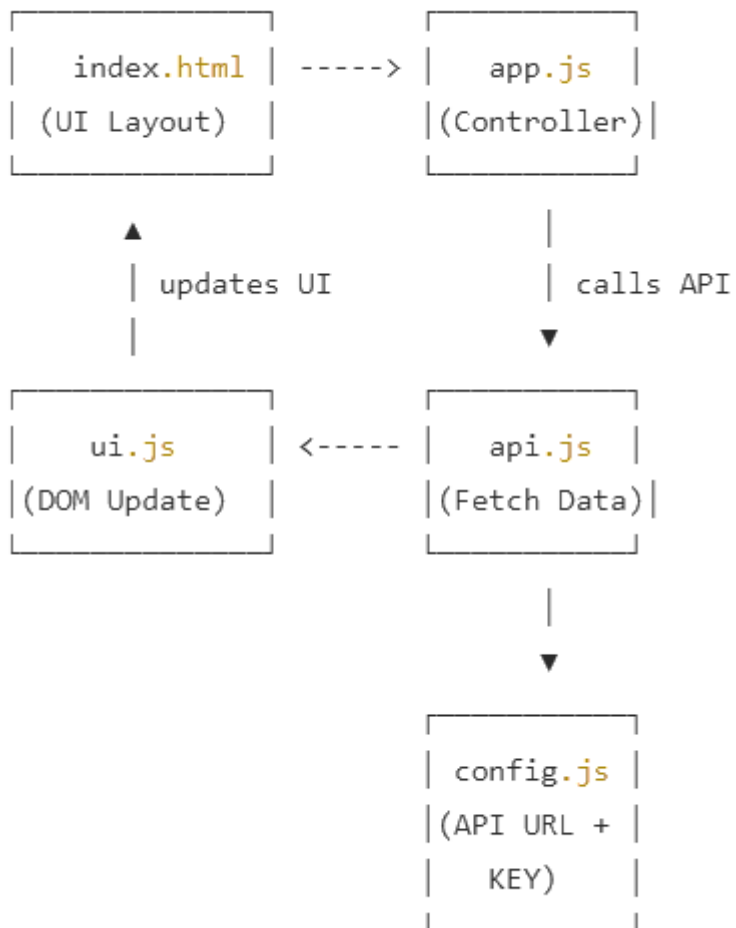 index.html -----> app.js
(UI Layout) (Controller)
▲
updates UI calls API
▼
ui.js <----- api.js
(DOM Update) (Fetch Data)
▼
config.js
(API URL +
KEY)